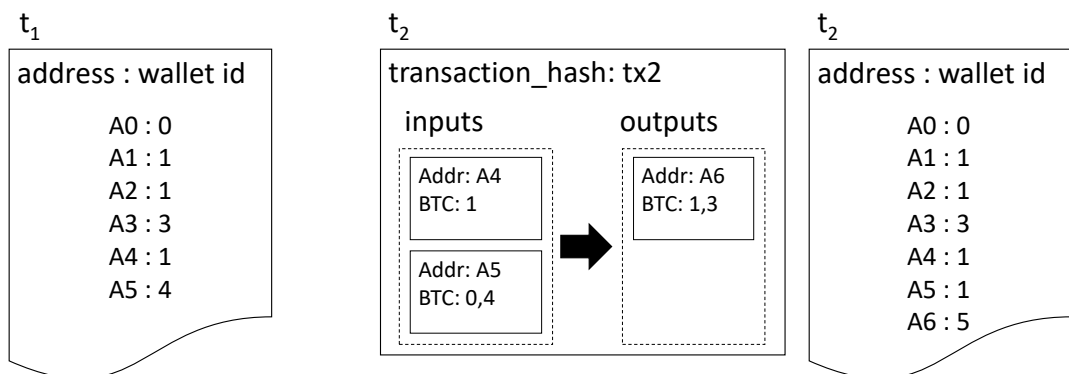 t1
address : wallet id
A0 : 0
A1 : 1
A2 : 1
A3 : 3
A4 : 1
A5 : 4
t2
transaction_hash: tx2
inputs
Addr: A4
BTC: 1
Addr: A5
BTC: 0,4
outputs
Addr: A6
BTC: 1,3
t2
address : wallet id
A0 : 0
A1 : 1
A2 : 1
A3 : 3
A4 : 1
A5 : 1
A6 : 5